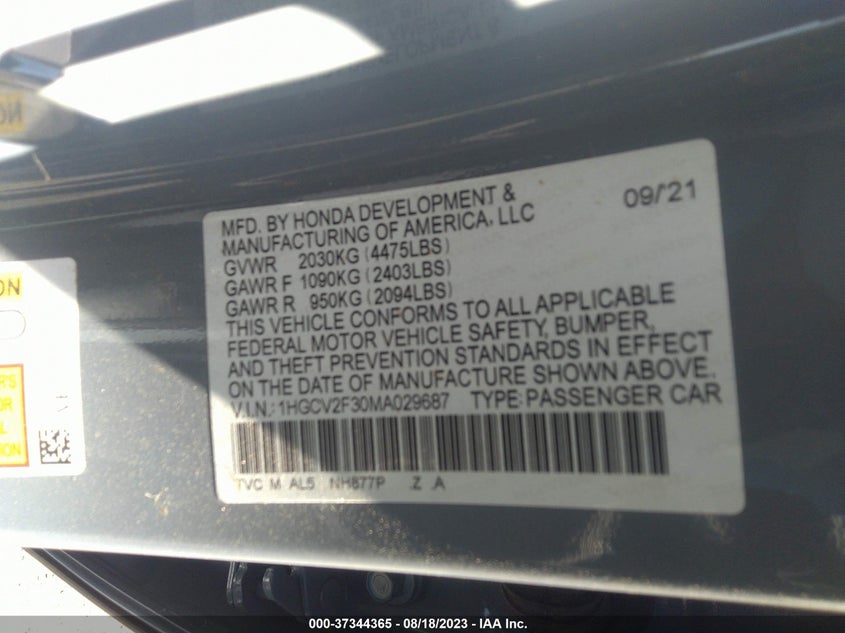 MFD. BY HONDA DEVELOPMENT &
MANUFACTURING OF AMERICA, LLC
09/'21
GVWR 2030KG (4475LBS)
GAWR F 1090KG (2403LBS)
GAWR R 950KG (2094LBS)
THIS VEHICLE CONFORMS TO ALL APPLICABLE
FEDERAL MOTOR VEHICLE SAFETY, BUMPER,
AND THEFT PREVENTION STANDARDS IN EFFECT
ON THE DATE OF MANUFACTURE SHOWN ABOVE.
V.I.N.: 1HGCV2F30MA029687 TYPE: PASSENGER CAR
TVC M AL5 NH877P .Z .A
000-37344365 - 08/18/2023 - IAA Inc.